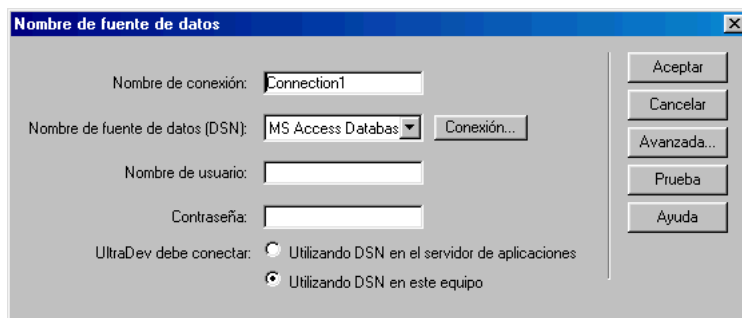 Nombre de fuente de datos
Nombre de conexión: Connection1
Nombre de fuente de datos (DSN): MS Access Databas Conexión...
Nombre de usuario:
Contraseña:
UltraDev debe conectar: Utilizando DSN en el servidor de aplicaciones
Utilizando DSN en este equipo
Aceptar
Cancelar
Avanzada...
Prueba
Ayuda